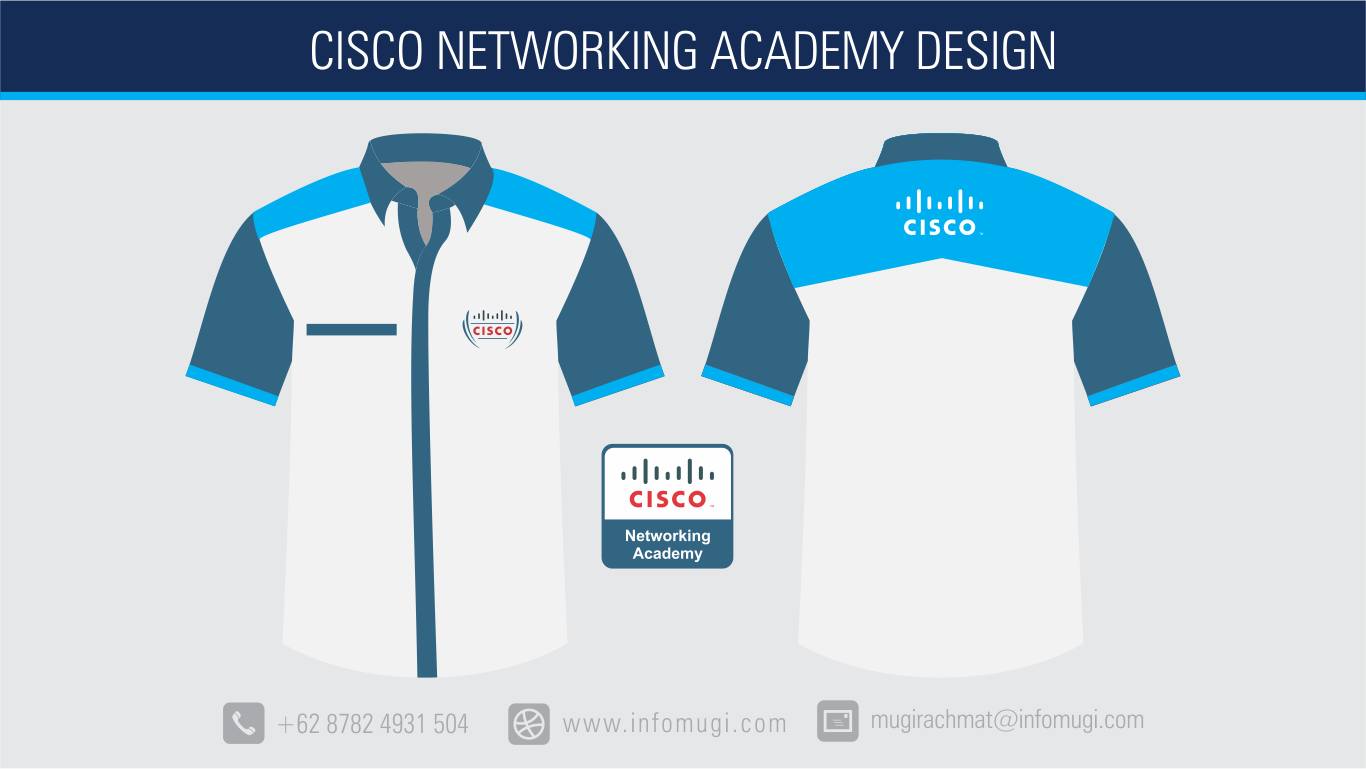 CISCO NETWORKING ACADEMY DESIGN
CISCO
CISCO
CISCO
Networking
Academy
+62 8782 4931 504
www.infomugi.com
mugirachmat@infomugi.com